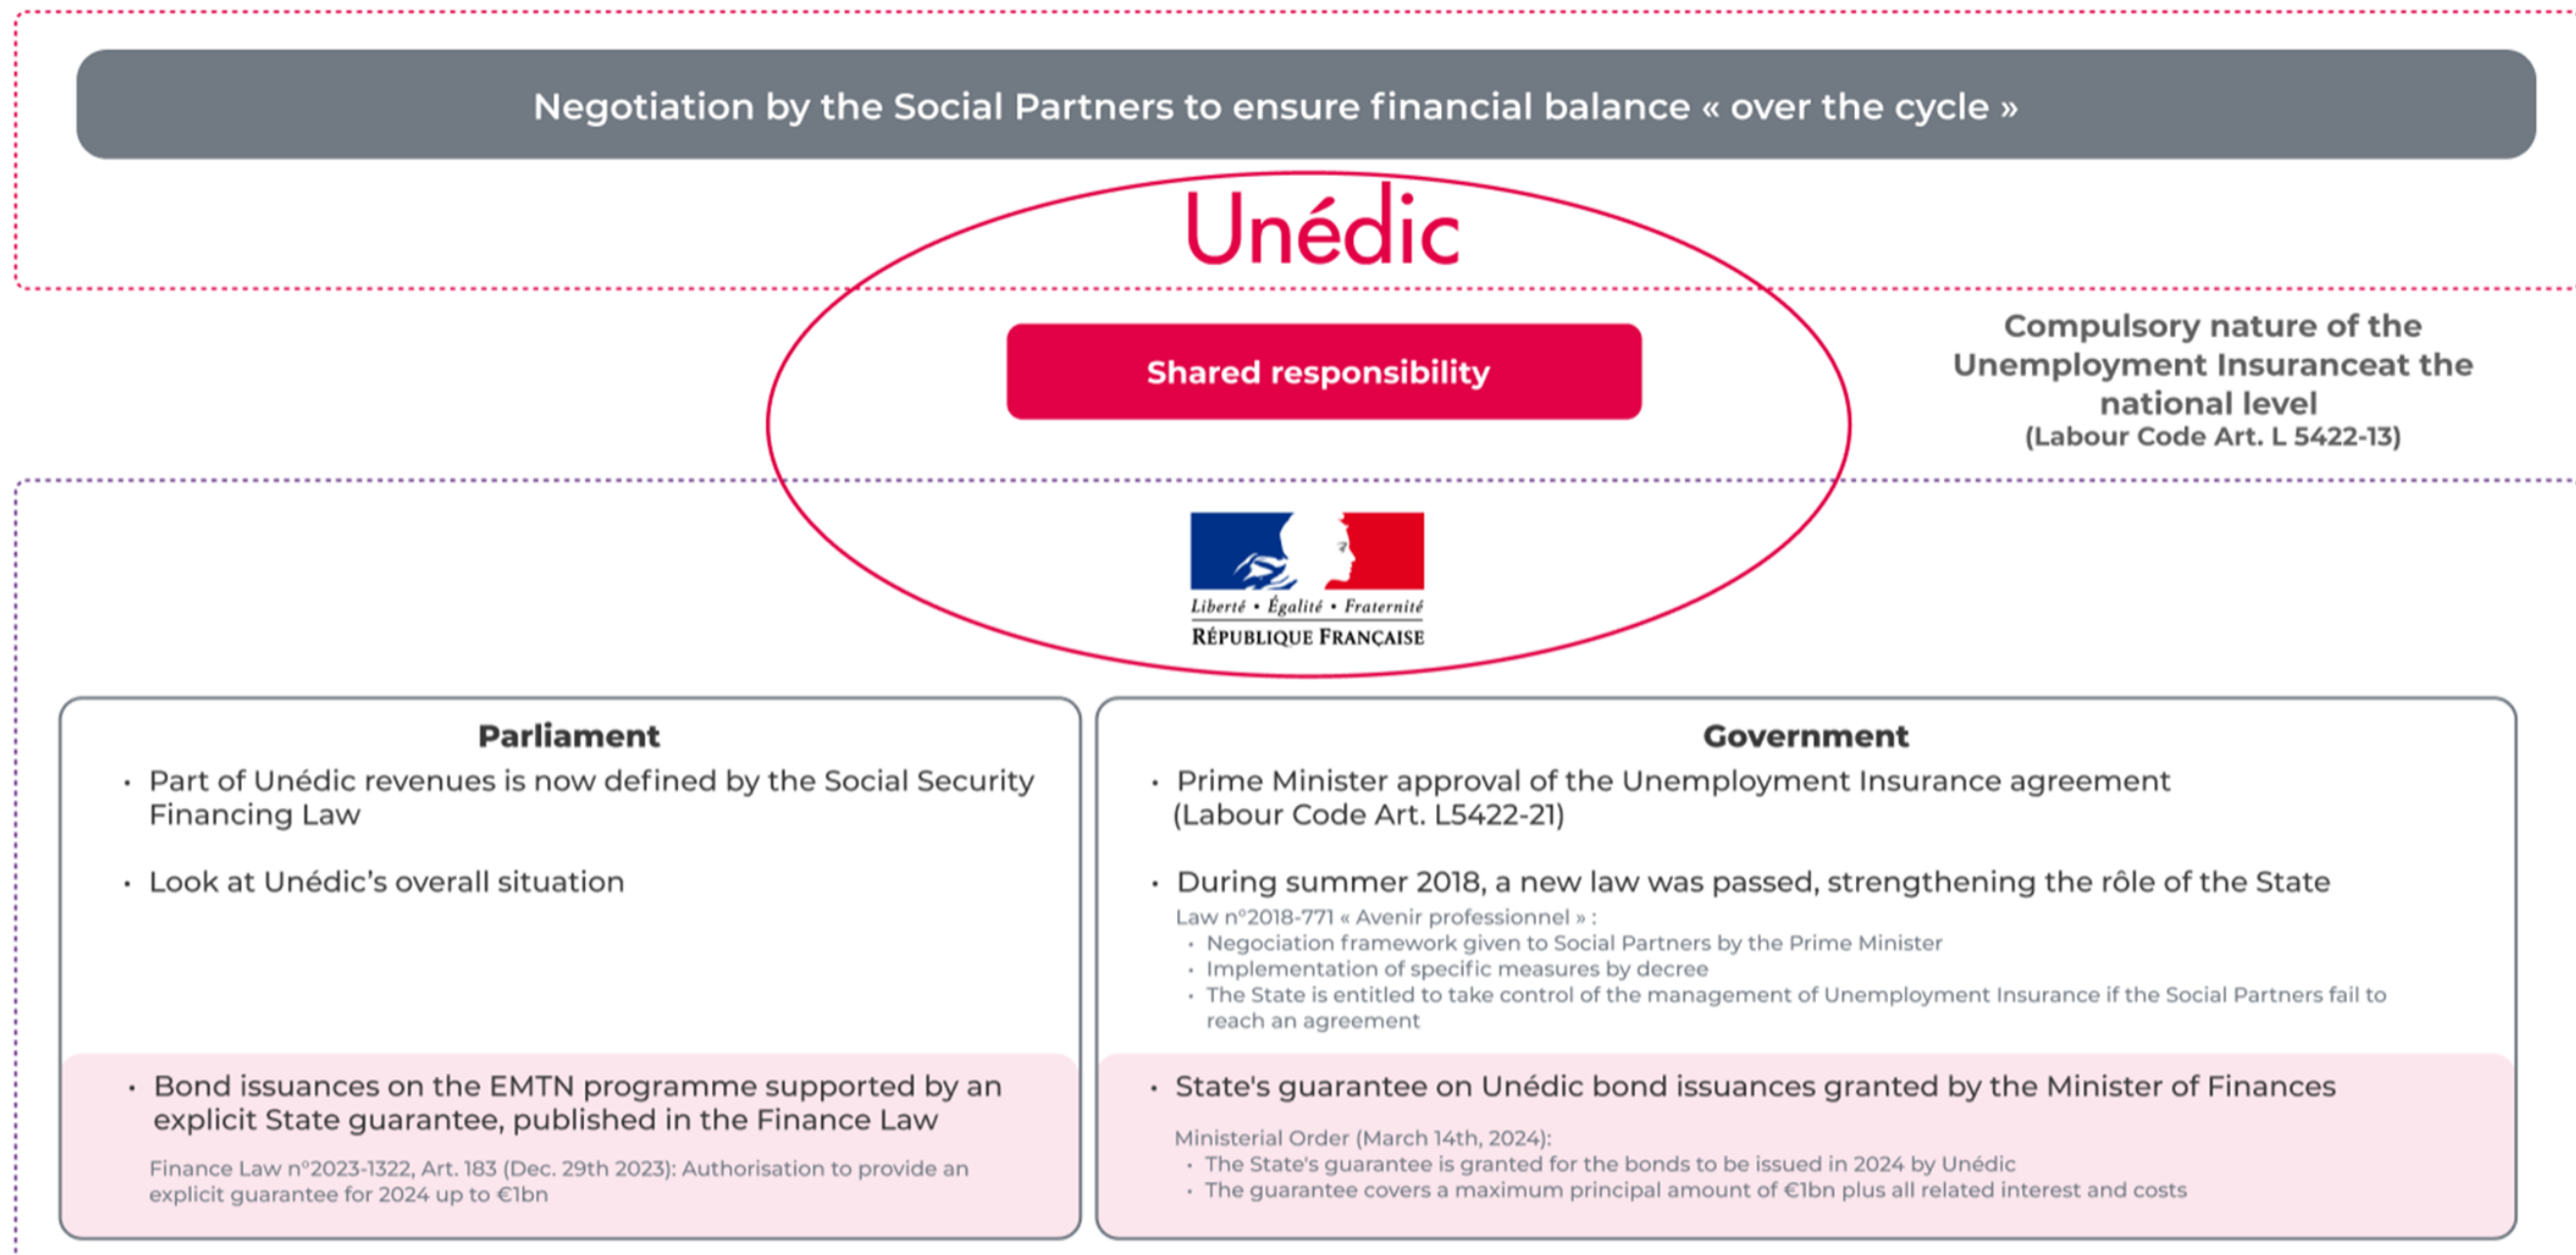 Negotiation by the Social Partners to ensure financial balance « over the cycle »
Unédic
Shared responsibility
Compulsory nature of the
Unemployment Insuranceat the
national level
(Labour Code Art. L 5422-13)
Liberté • Égalité • Fraternité
RÉPUBLIQUE FRANÇAISE
Parliament
• Part of Unédic revenues is now defined by the Social Security
Financing Law
• Look at Unédic’s overall situation
• Bond issuances on the EMTN programme supported by an
explicit State guarantee, published in the Finance Law
Finance Law n°2023-1322, Art. 183 (Dec. 29th 2023): Authorisation to provide an
explicit guarantee for 2024 up to €1bn
Government
• Prime Minister approval of the Unemployment Insurance agreement
(Labour Code Art. L5422-21)
• During summer 2018, a new law was passed, strengthening the rôle of the State
Law n°2018-771 « Avenir professionnel » :
• Negociation framework given to Social Partners by the Prime Minister
• Implementation of specific measures by decree
• The State is entitled to take control of the management of Unemployment Insurance if the Social Partners fail to
reach an agreement
• State's guarantee on Unédic bond issuances granted by the Minister of Finances
Ministerial Order (March 14th, 2024):
• The State's guarantee is granted for the bonds to be issued in 2024 by Unédic
• The guarantee covers a maximum principal amount of €1bn plus all related interest and costs